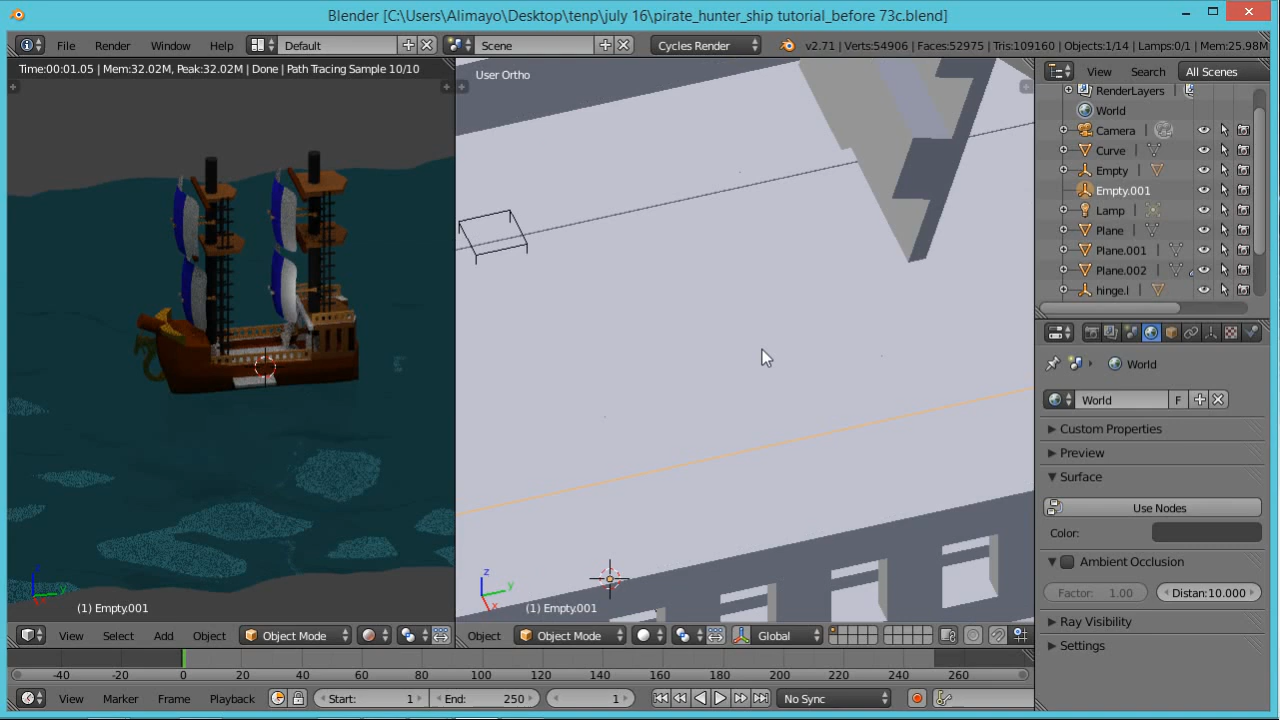 Blender [C:\Users\Alimayo\Desktop\tenp\july 16\pirate_hunter_ship tutorial_before 73c.blend]
File Render Window Help Default Scene Cycles Render v2.71 | Verts:54906 | Faces:52975 | Tris:109160 | Objects:1/14 | Lamps:0/1 | Mem:25.98M
Time:00:01.05 | Mem:32.02M, Peak:32.02M | Done | Path Tracing Sample 10/10
User Ortho
View Search All Scenes
RenderLayers
World
Camera
Curve
Empty
Empty.001
Lamp
Plane
Plane.001
Plane.002
hinge.l
World
World F
Custom Properties
Preview
Surface
Use Nodes
Color:
Ambient Occlusion
Factor: 1.00 Distan:10.000
Ray Visibility
Settings
z
y
x
(1) Empty.001
(1) Empty.001
View Select Add Object Object Mode
Object Object Mode Global
-40 -20 0 20 40 60 80 100 120 140 160 180 200 220 240 260
View Marker Frame Playback Start: 1 End: 250 1 No Sync